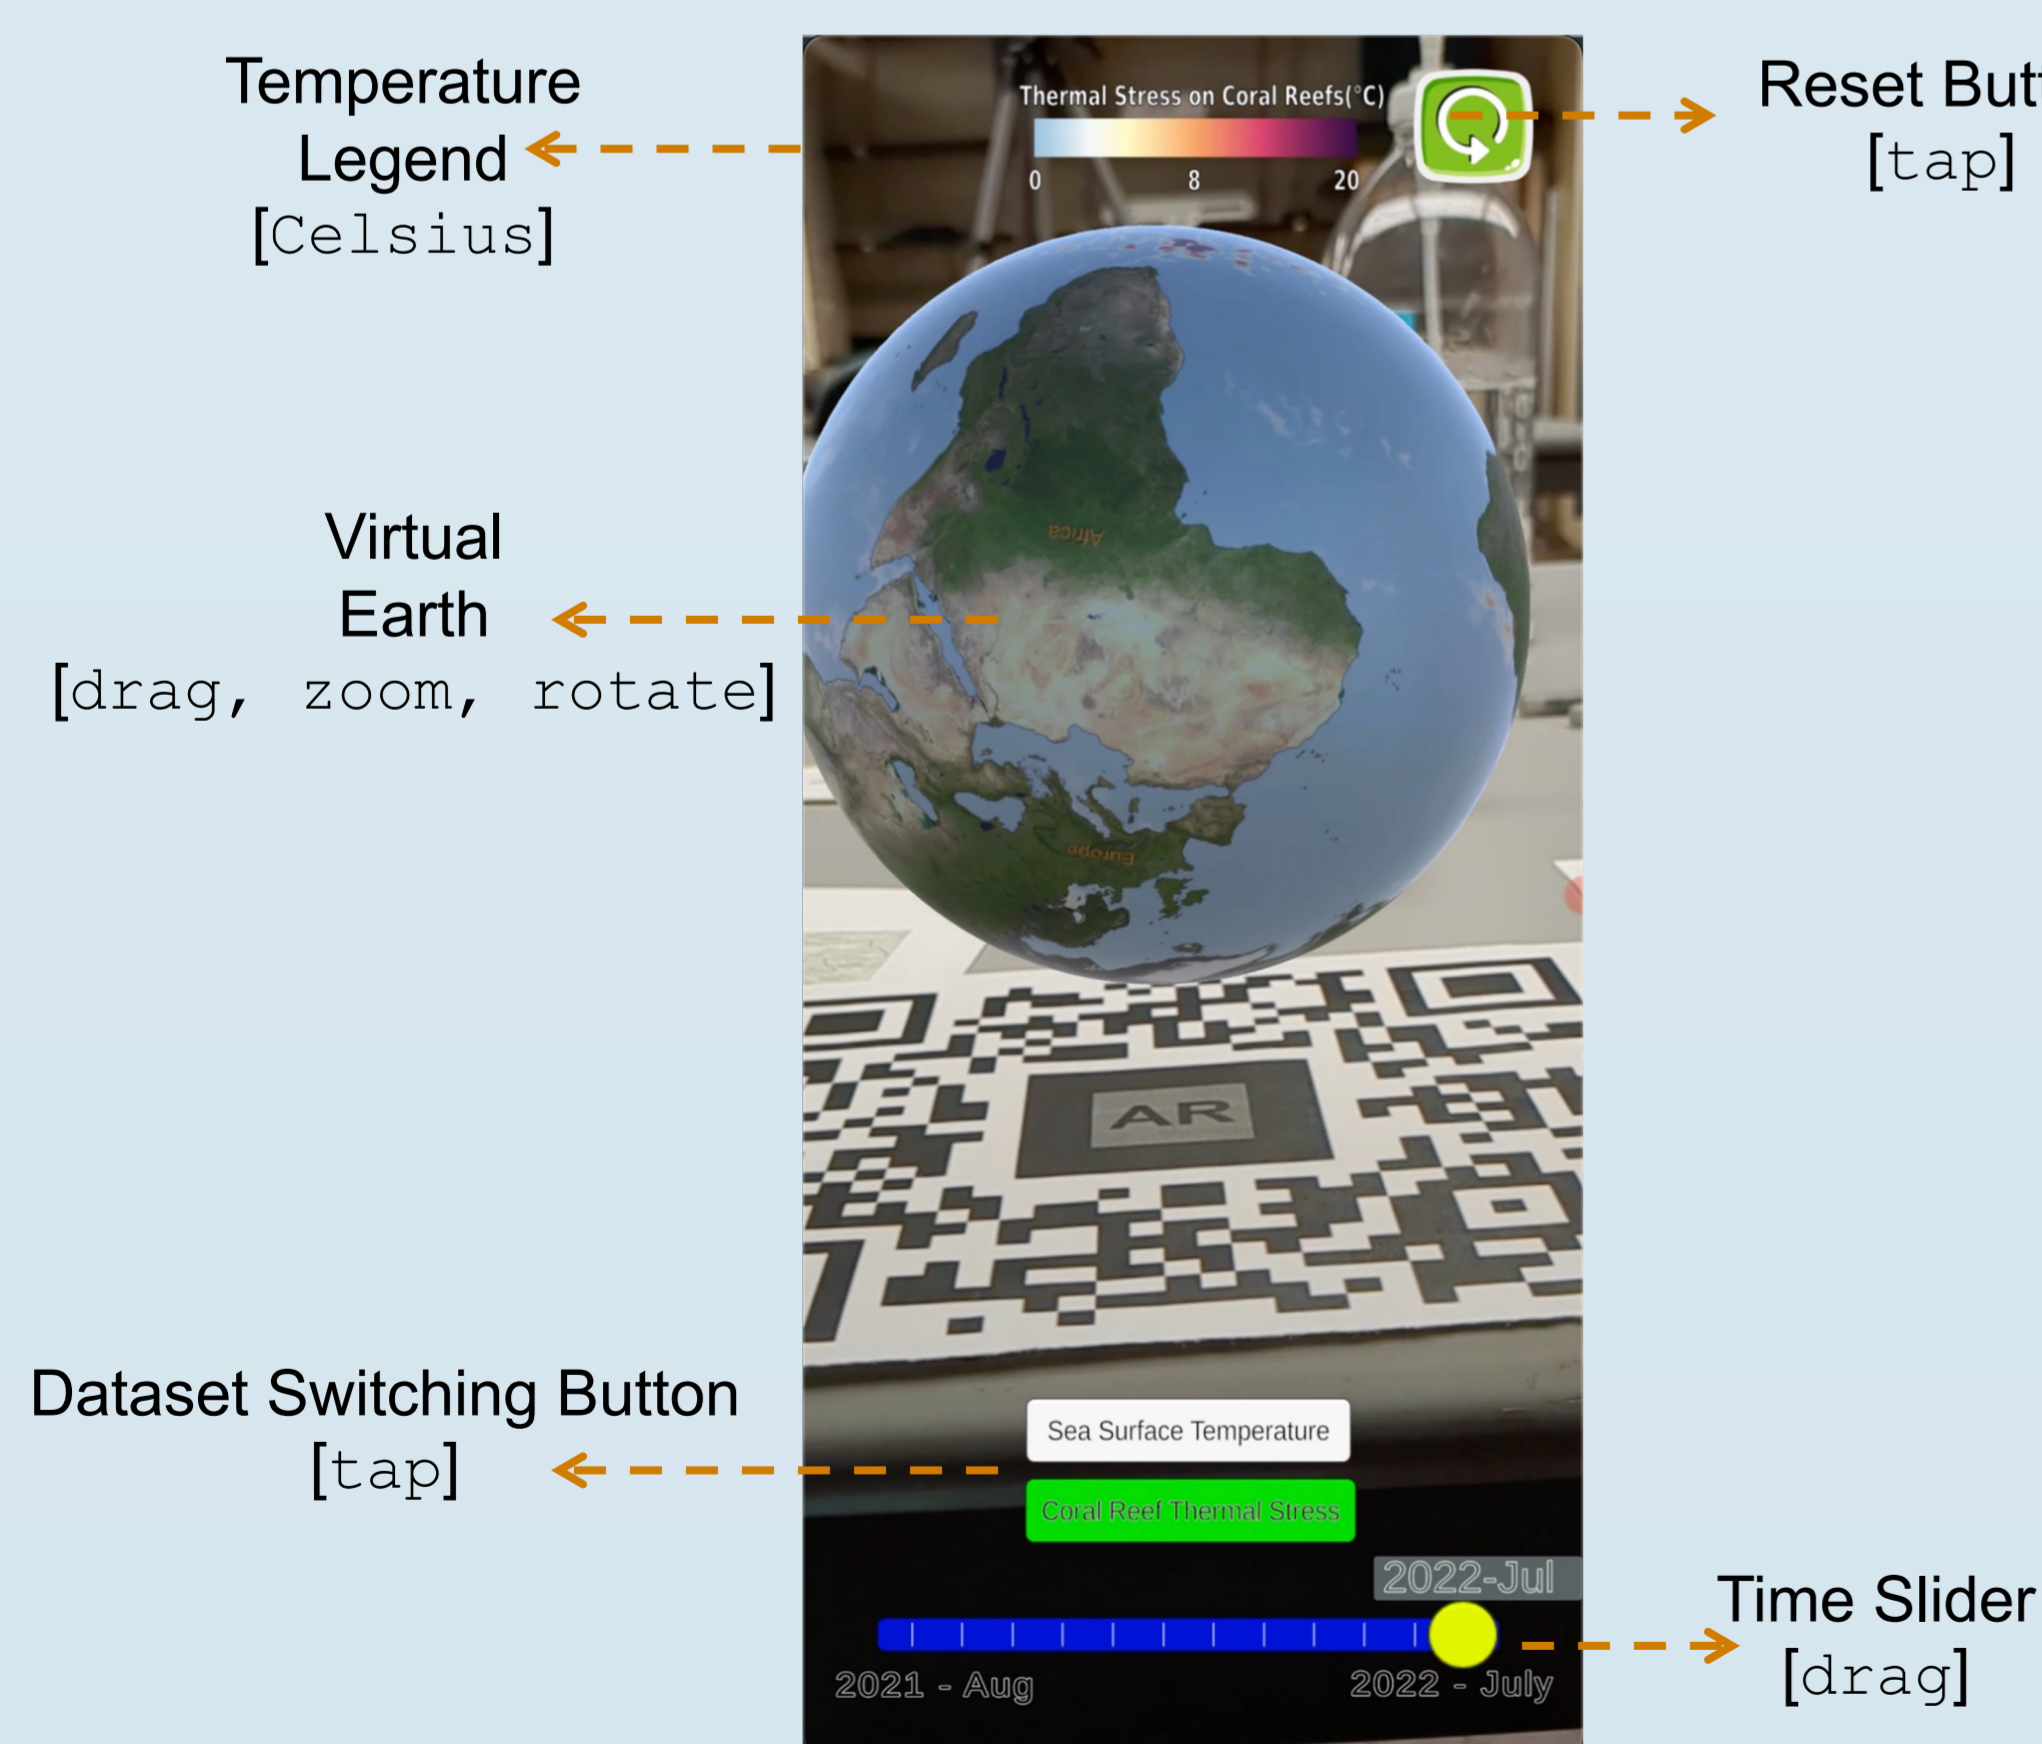 Temperature
Legend
[Celsius]
Thermal Stress on Coral Reefs(°C)
0 8 20
Reset Butt
[tap]
Africa
Virtual
Earth
[drag, zoom, rotate]
Europe
AR
Dataset Switching Button
[tap]
Sea Surface Temperature
Coral Reef Thermal Stress
2022-Jul
2021 - Aug
2022 - July
Time Slider
[drag]